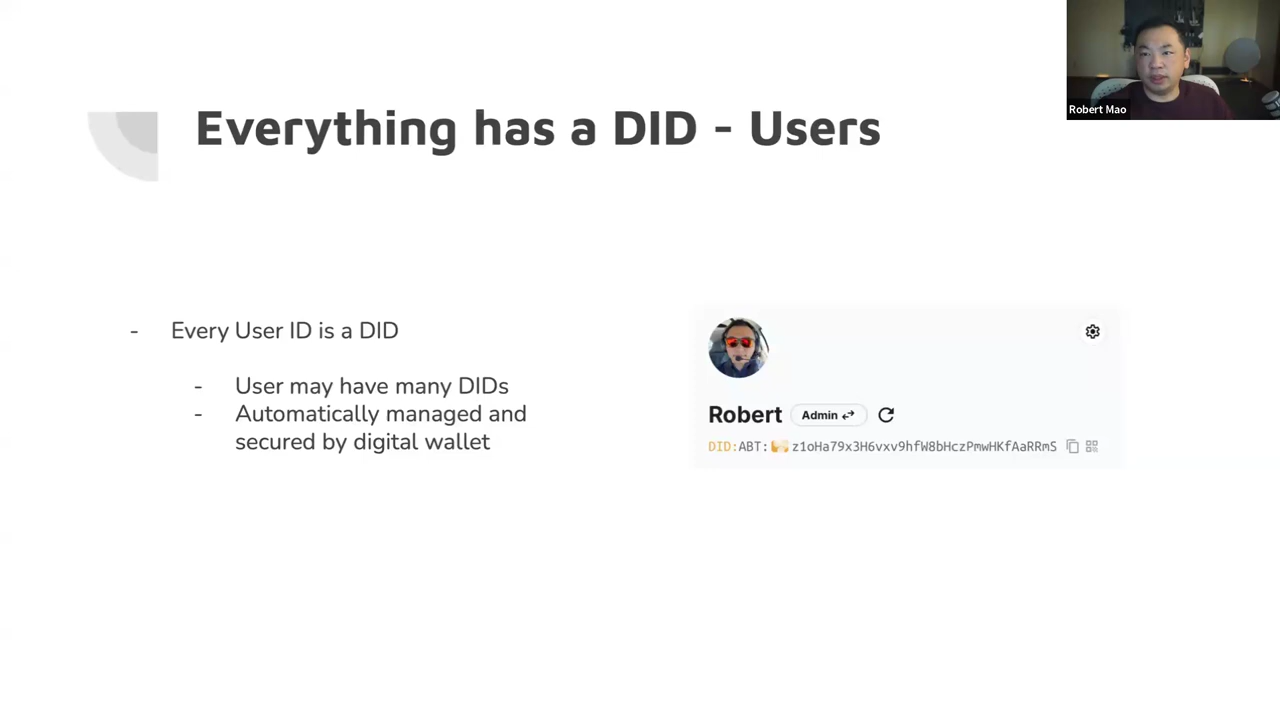 Robert Mao
Everything has a DID - Users
- Every User ID is a DID
- User may have many DIDs
- Automatically managed and
secured by digital wallet
Robert Admin
DID:ABT: z1oHa79x3H6vxv9hfW8bHczPmwHKfAaRRmS